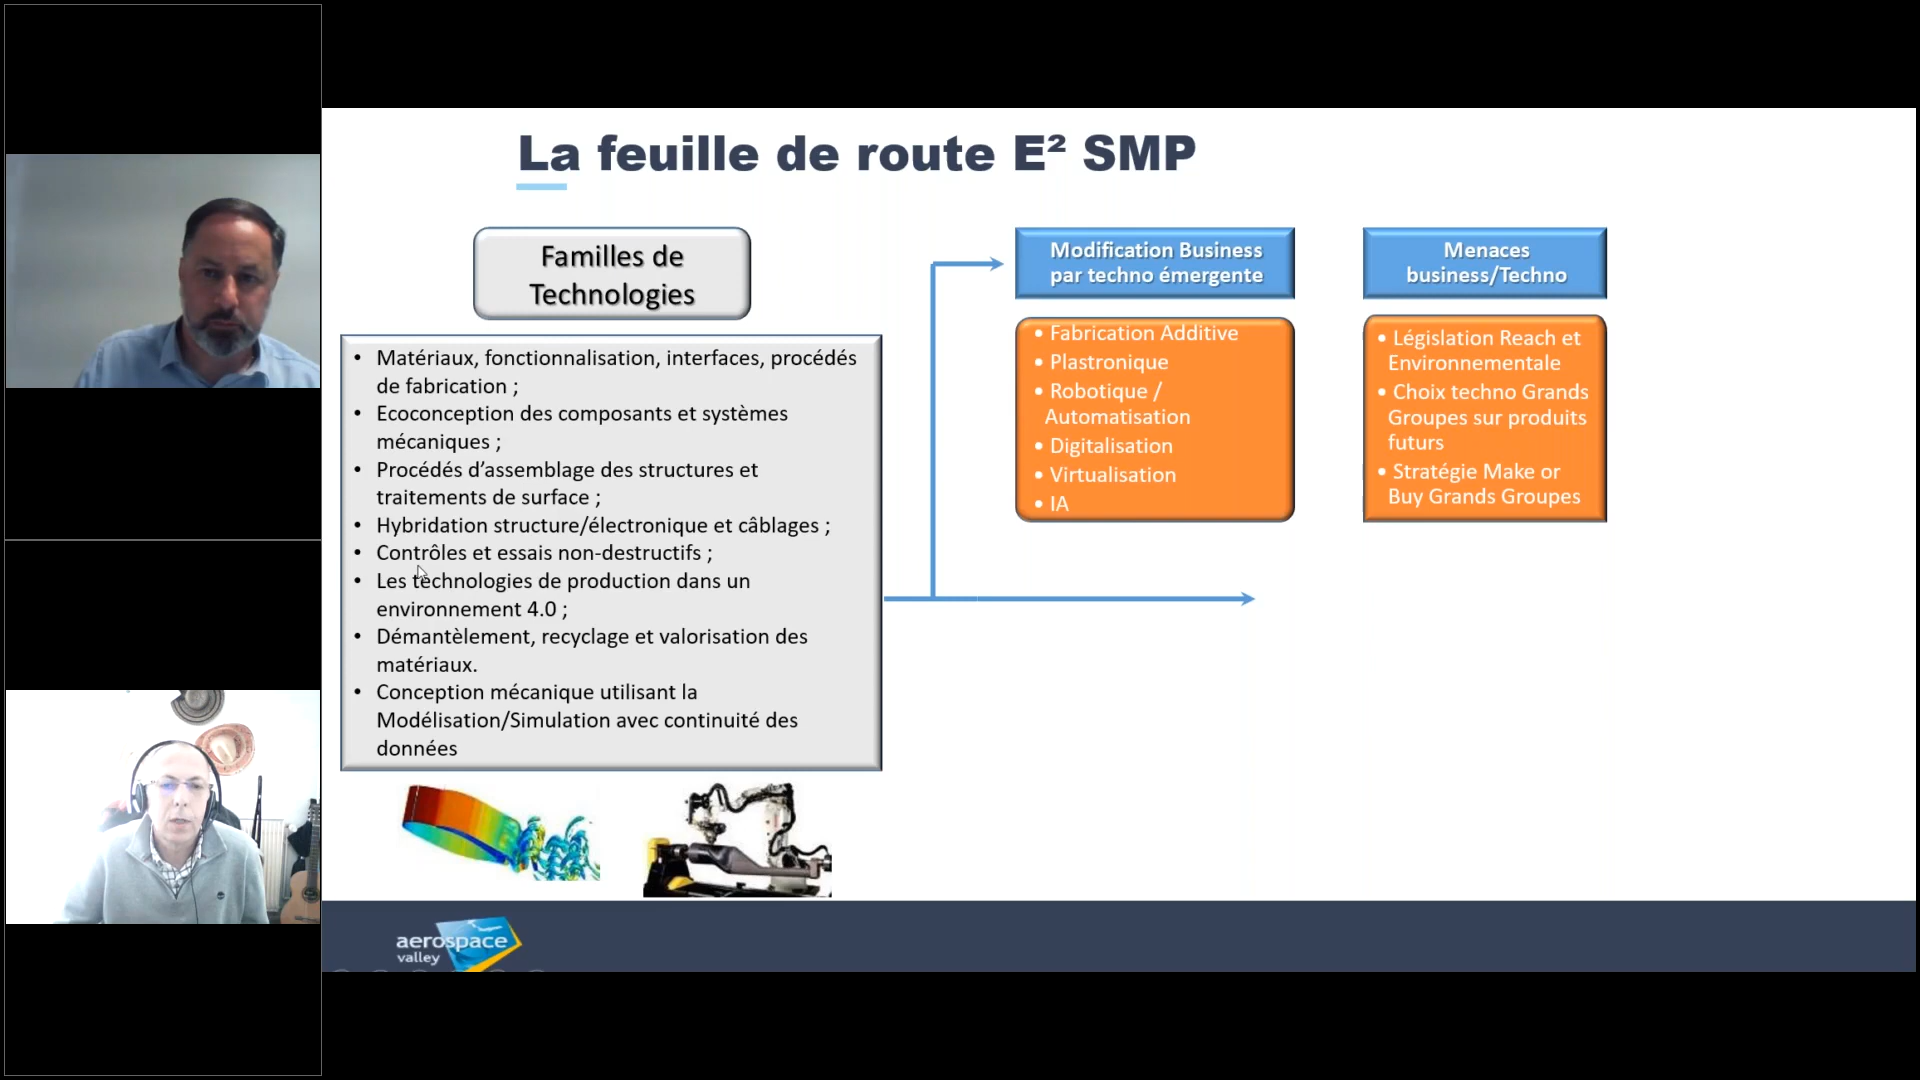 La feuille de route E² SMP
Familles de
Technologies
• Matériaux, fonctionnalisation, interfaces, procédés
de fabrication ;
• Ecoconception des composants et systèmes
mécaniques ;
• Procédés d’assemblage des structures et
traitements de surface ;
• Hybridation structure/électronique et câblages ;
• Contrôles et essais non-destructifs ;
• Les technologies de production dans un
environnement 4.0 ;
• Démantèlement, recyclage et valorisation des
matériaux.
• Conception mécanique utilisant la
Modélisation/Simulation avec continuité des
données
Modification Business
par techno émergente
• Fabrication Additive
• Plastronique
• Robotique /
Automatisation
• Digitalisation
• Virtualisation
• IA
Menaces
business/Techno
• Législation Reach et
Environnementale
• Choix techno Grands
Groupes sur produits
futurs
• Stratégie Make or
Buy Grands Groupes
aerospace
valley